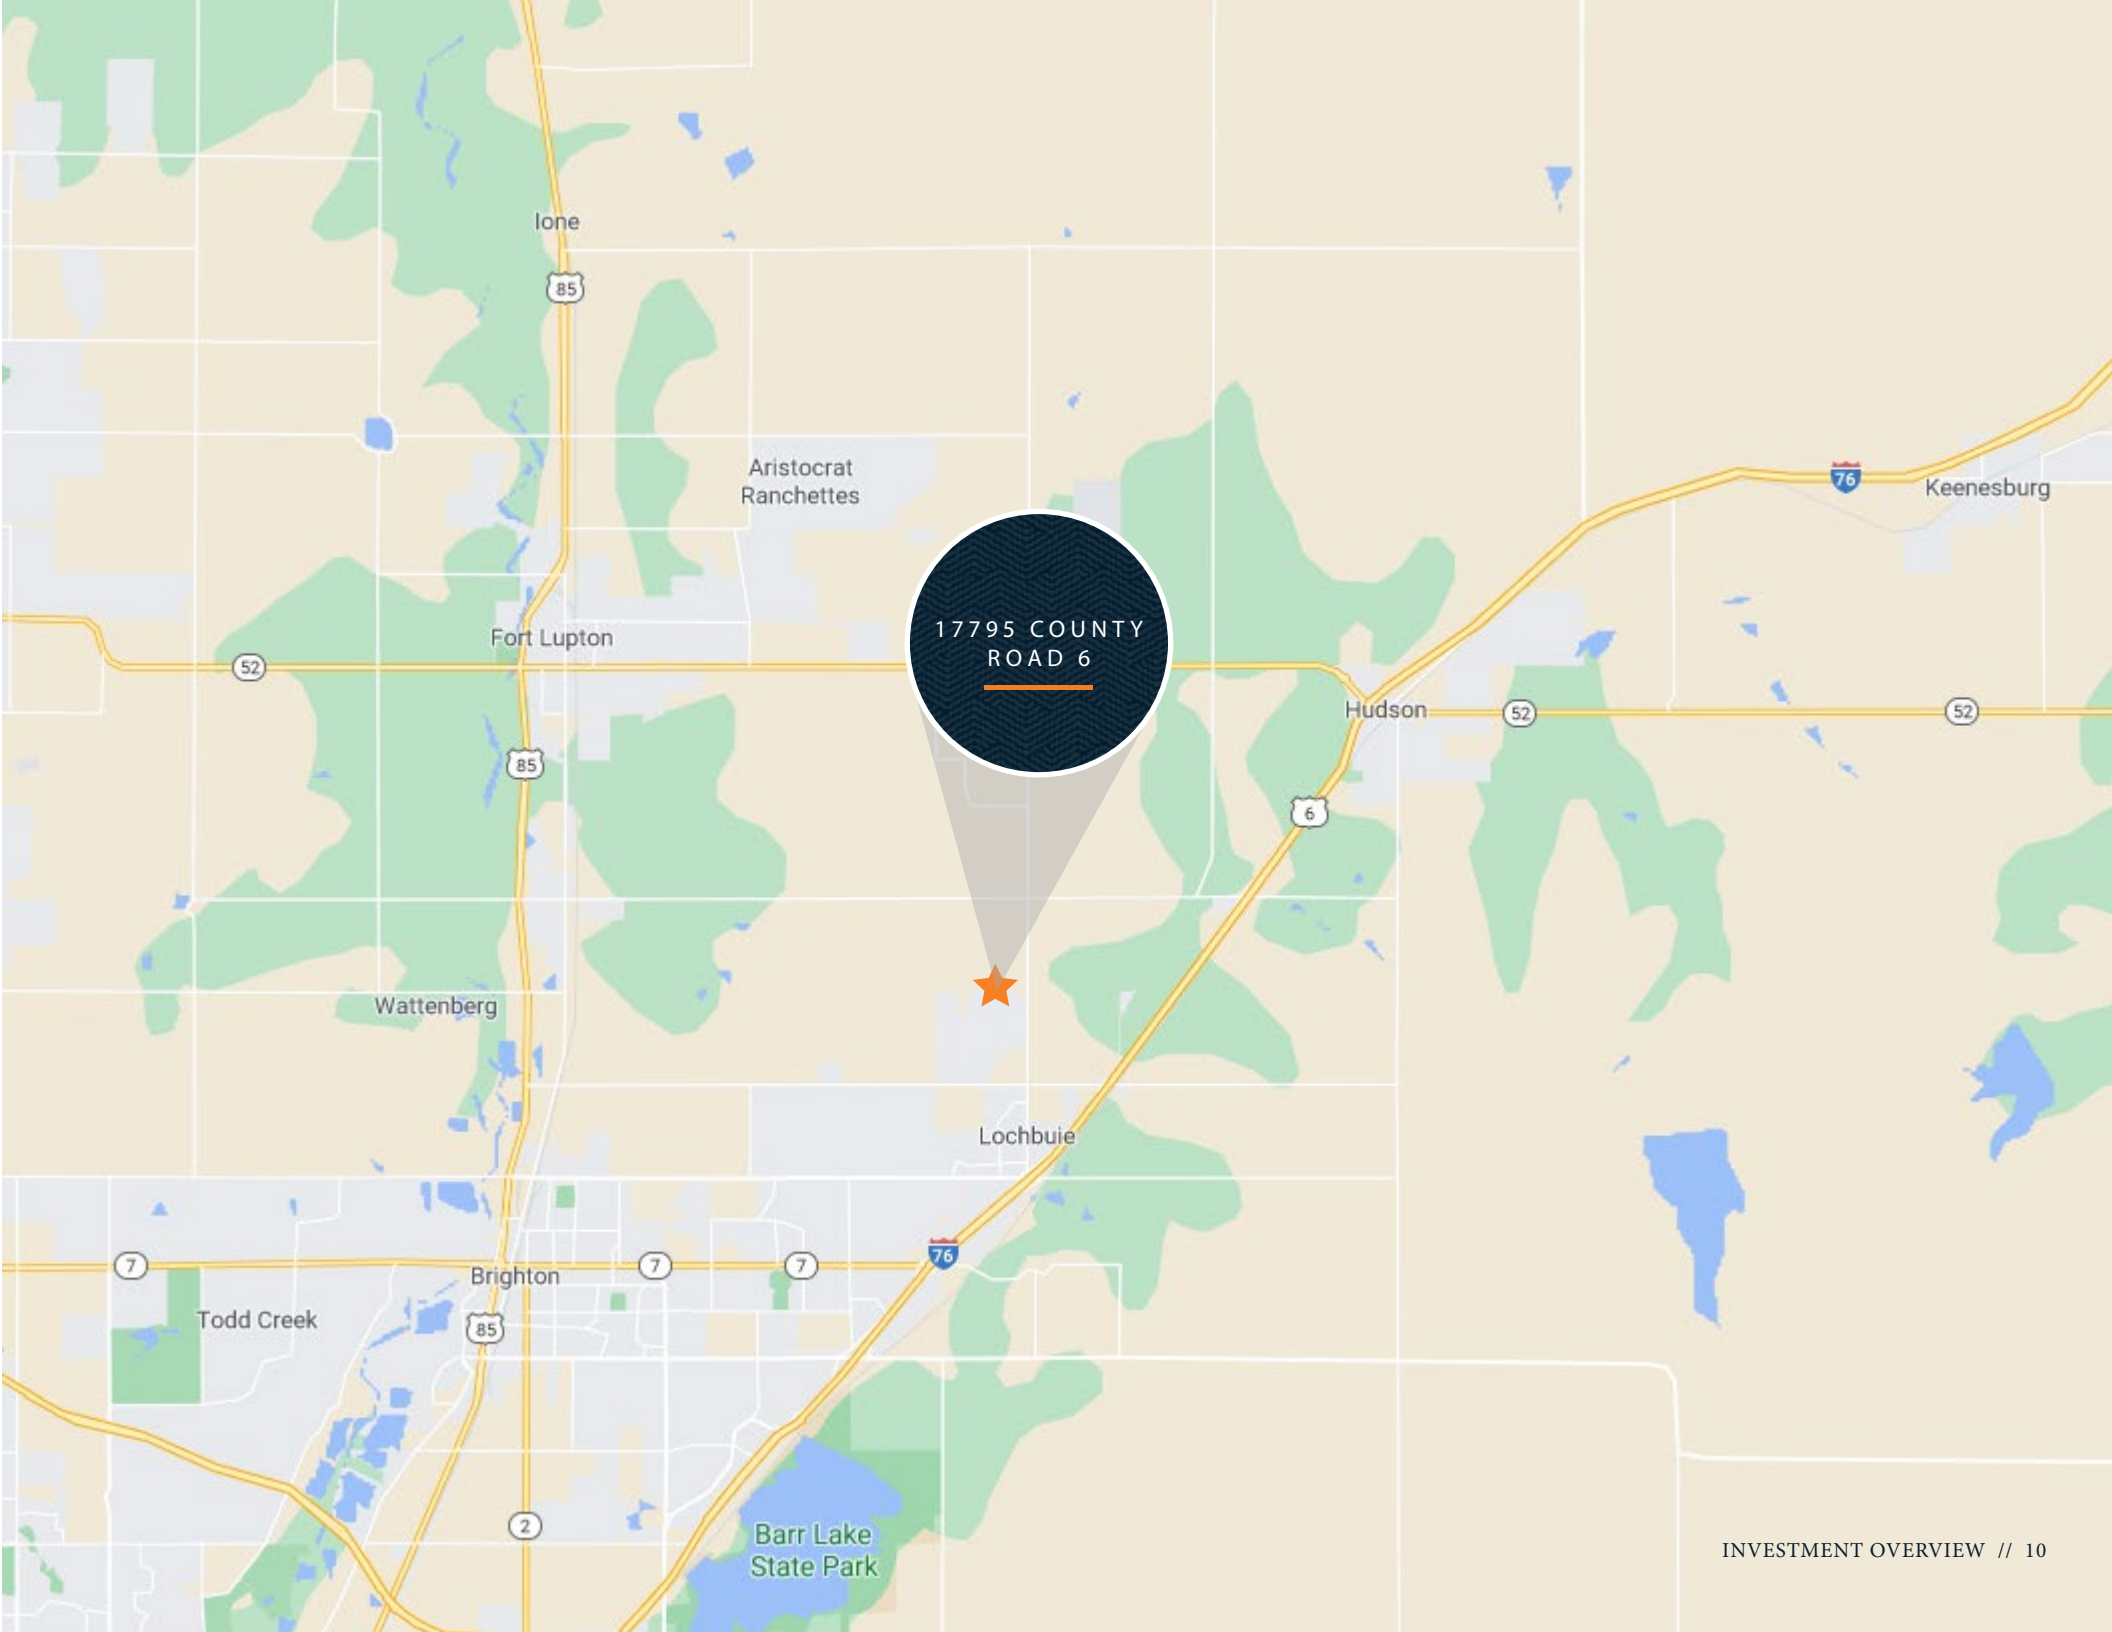 Ione
85
Aristocrat
Ranchettes
76
Keenesburg
17795 COUNTY
ROAD 6
Fort Lupton
52
Hudson
52
52
85
6
Wattenberg
Lochbuie
76
7
7
7
Brighton
Todd Creek
85
2
Barr Lake
State Park
INVESTMENT OVERVIEW // 10